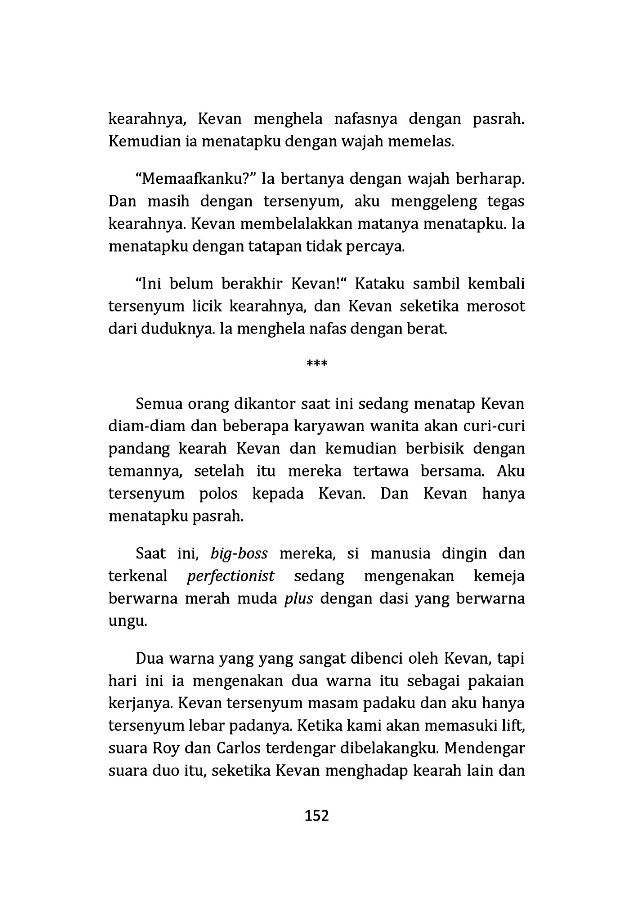 kearahnya, Kevan menghela nafasnya dengan pasrah.
Kemudian ia menatapku dengan wajah memelas.
“Memaafkanku?” Ia bertanya dengan wajah berharap.
Dan masih dengan tersenyum, aku menggeleng tegas
kearahnya. Kevan membelalakkan matanya menatapku. Ia
menatapku dengan tatapan tidak percaya.
“Ini belum berakhir Kevan!“ Kataku sambil kembali
tersenyum licik kearahnya, dan Kevan seketika merosot
dari duduknya. Ia menghela nafas dengan berat.
***
Semua orang dikantor saat ini sedang menatap Kevan
diam-diam dan beberapa karyawan wanita akan curi-curi
pandang kearah Kevan dan kemudian berbisik dengan
temannya, setelah itu mereka tertawa bersama. Aku
tersenyum polos kepada Kevan. Dan Kevan hanya
menatapku pasrah.
Saat ini, big-boss mereka, si manusia dingin dan
terkenal perfectionist sedang mengenakan kemeja
berwarna merah muda plus dengan dasi yang berwarna
ungu.
Dua warna yang yang sangat dibenci oleh Kevan, tapi
hari ini ia mengenakan dua warna itu sebagai pakaian
kerjanya. Kevan tersenyum masam padaku dan aku hanya
tersenyum lebar padanya. Ketika kami akan memasuki lift,
suara Roy dan Carlos terdengar dibelakangku. Mendengar
suara duo itu, seketika Kevan menghadap kearah lain dan
152